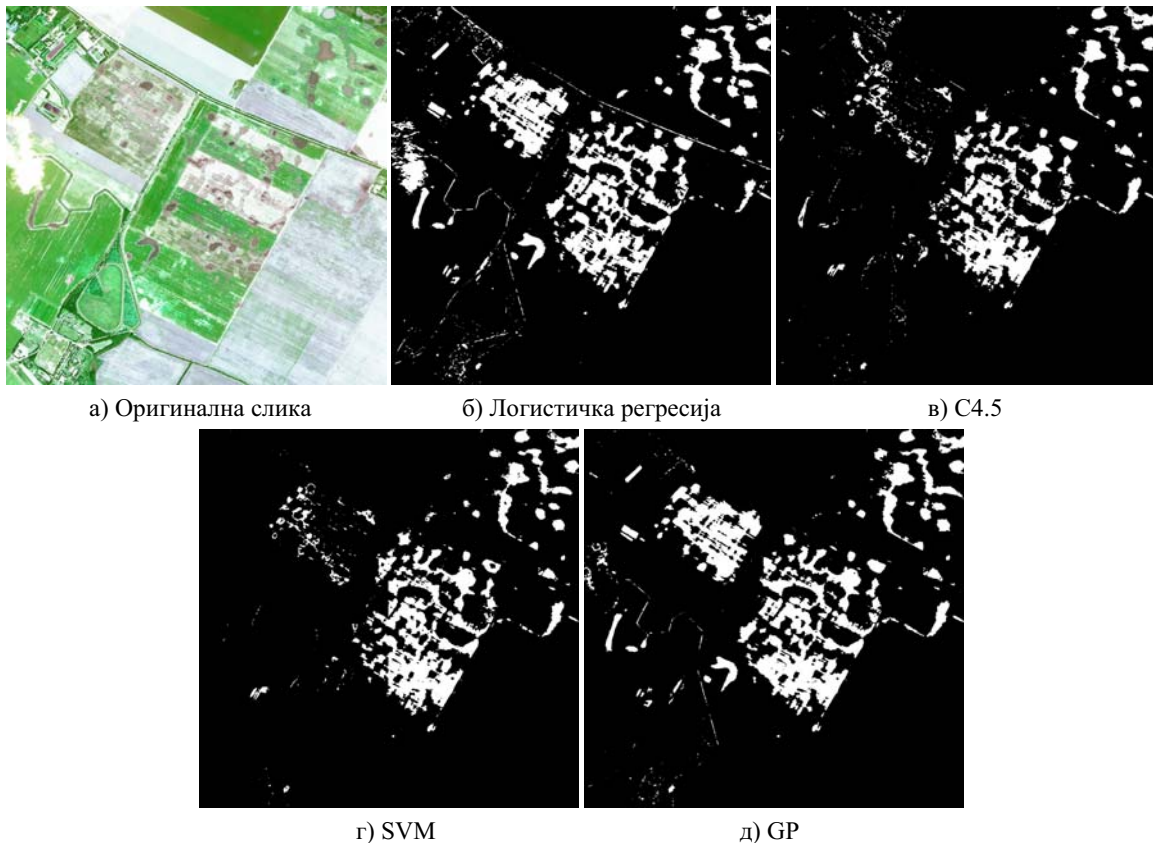 а) Оригинална слика
б) Логистичка регресија
в) C4.5
г) SVM
д) GP